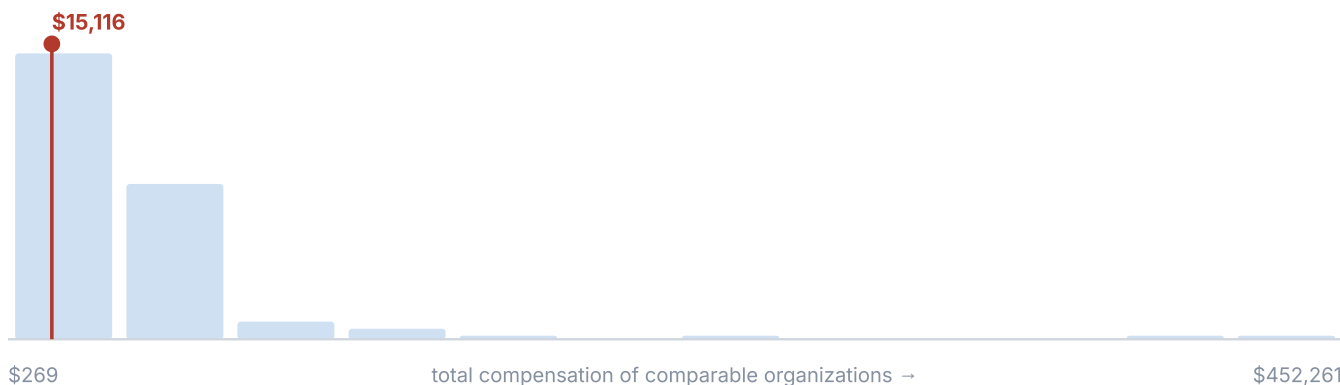 $15,116
$269
total compensation of comparable organizations →
$452,261